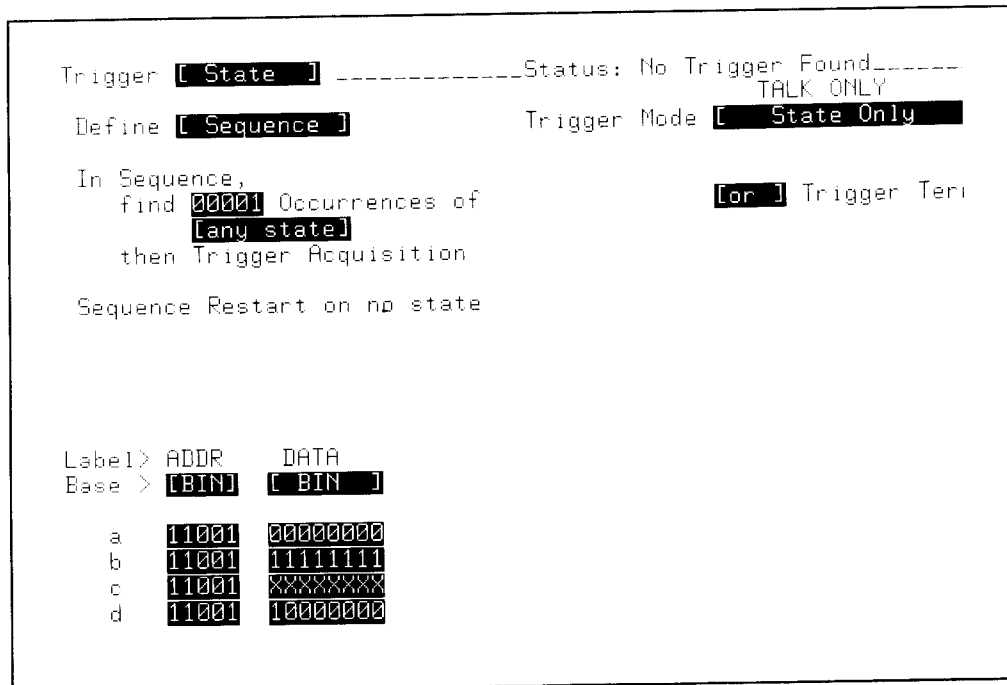 Trigger [ State ] _____________Status: No Trigger Found______
TALK ONLY
Define [ Sequence ] Trigger Mode [ State Only
In Sequence,
find 00001 Occurrences of [or ] Trigger
[any state]
then Trigger Acquisition
Sequence Restart on no state
Label> ADDR DATA
Base > [BIN] [ BIN ]
a 11001 00000000
b 11001 11111111
c 11001 XXXXXXXX
d 11001 10000000